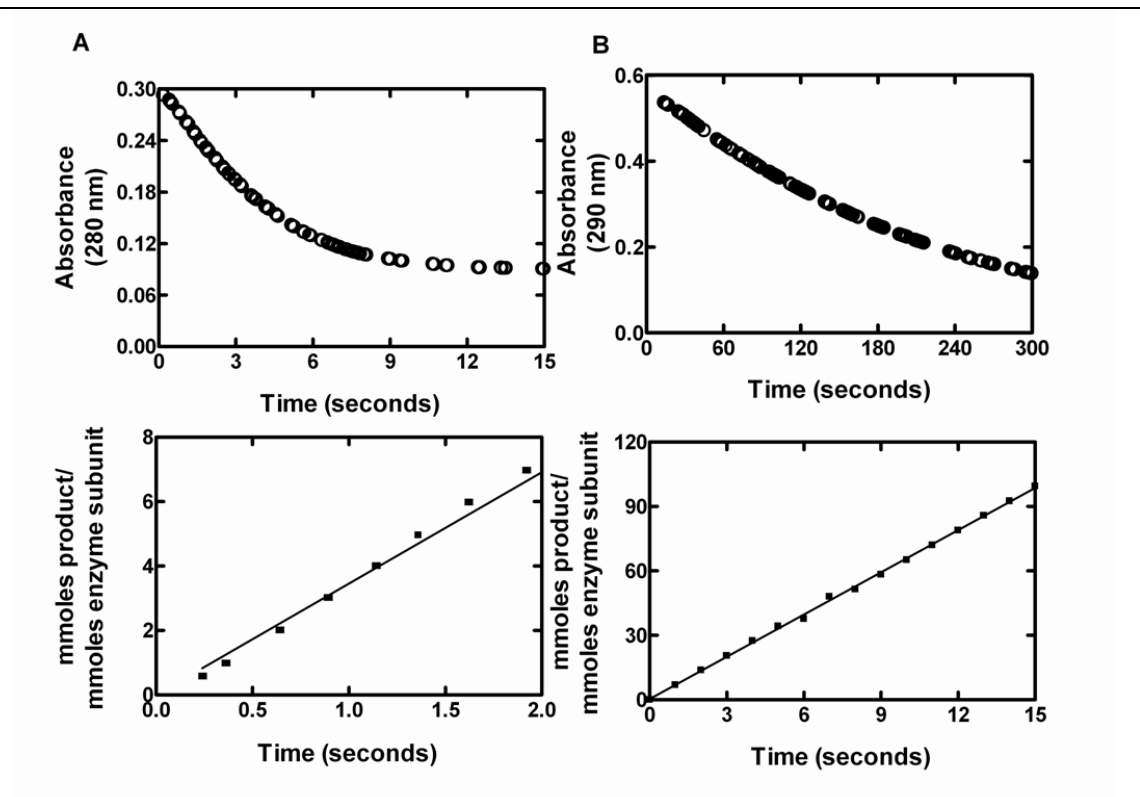 A
Absorbance
(280 nm)
0.30
0.24
0.18
0.12
0.06
0.00
0 3 6 9 12 15
Time (seconds)
B
Absorbance
(290 nm)
0.6
0.4
0.2
0.0
0 60 120 180 240 300
Time (seconds)
mmoles product/
mmoles enzyme subunit
8
6
4
2
0
0.0 0.5 1.0 1.5 2.0
Time (seconds)
mmoles product/
mmoles enzyme subunit
120
90
60
30
0
0 3 6 9 12 15
Time (seconds)